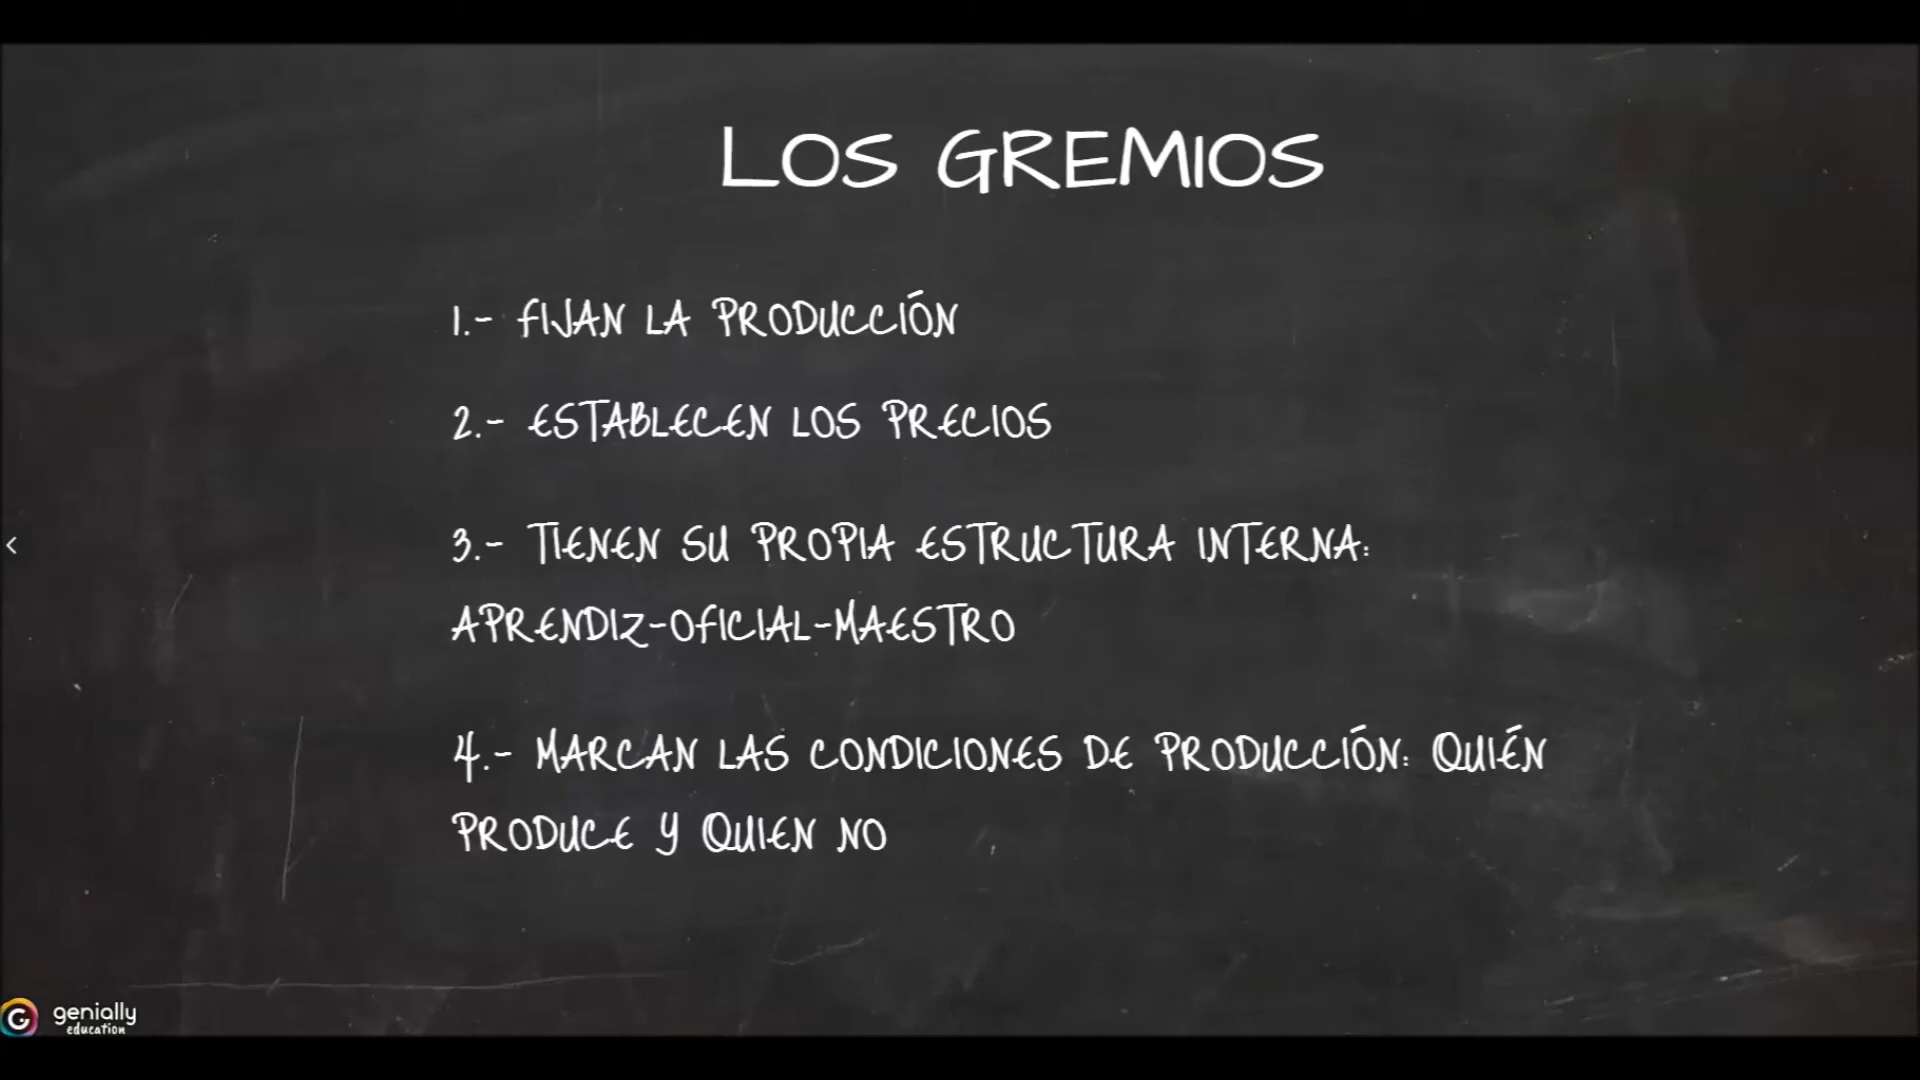 LOS GREMIOS
1.- FIJAN LA PRODUCCIÓN
2.- ESTABLECEN LOS PRECIOS
3.- TIENEN SU PROPIA ESTRUCTURA INTERNA:
APRENDIZ-OFICIAL-MAESTRO
4.- MARCAN LAS CONDICIONES DE PRODUCCIÓN: QUIÉN
PRODUCE Y QUIEN NO
genially
education